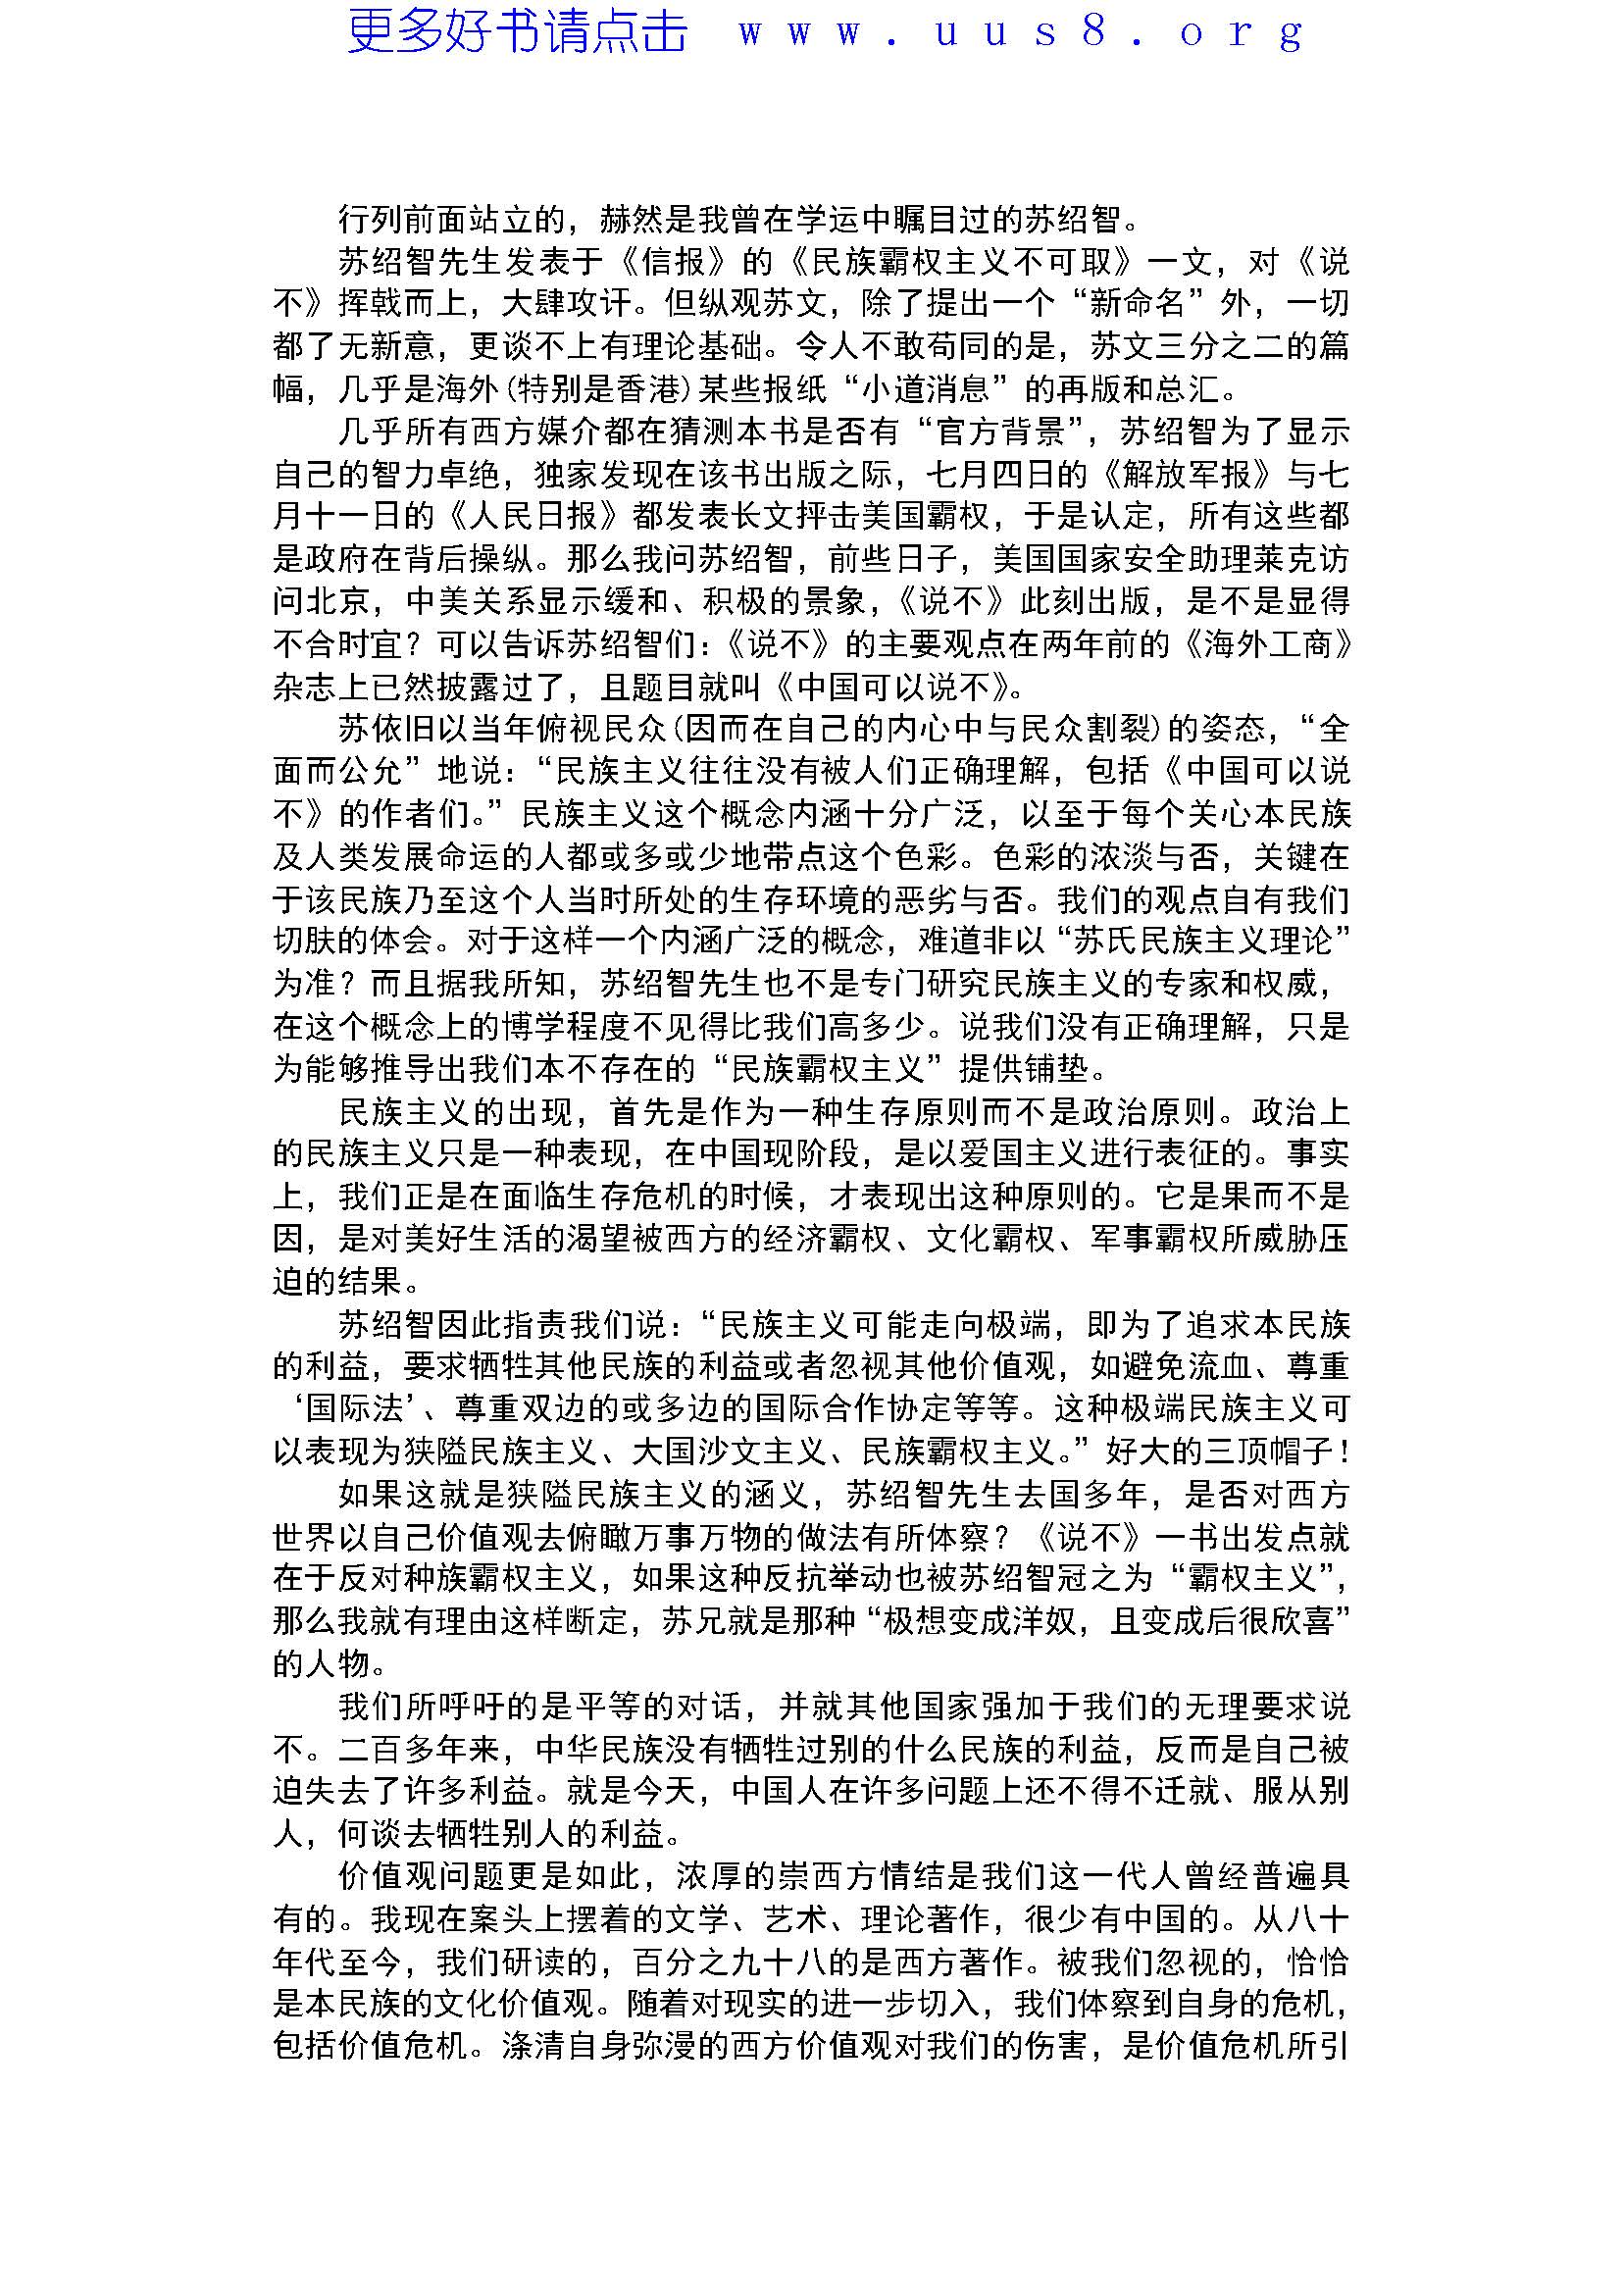 更多好书请点击 www.uus8.org
行列前面站立的，赫然是我曾在学运中瞩目过的苏绍智。
苏绍智先生发表于《信报》的《民族霸权主义不可取》一文，对《说
不》挥戟而上，大肆攻讦。但纵观苏文，除了提出一个“新命名”外，一切
都了无新意，更谈不上有理论基础。令人不敢苟同的是，苏文三分之二的篇
幅，几乎是海外(特别是香港)某些报纸“小道消息”的再版和总汇。
几乎所有西方媒介都在猜测本书是否有“官方背景”，苏绍智为了显示
自己的智力卓绝，独家发现在该书出版之际，七月四日的《解放军报》与七
月十一日的《人民日报》都发表长文抨击美国霸权，于是认定，所有这些都
是政府在背后操纵。那么我问苏绍智，前些日子，美国国家安全助理莱克访
问北京，中美关系显示缓和、积极的景象，《说不》此刻出版，是不是显得
不合时宜？可以告诉苏绍智们：《说不》的主要观点在两年前的《海外工商》
杂志上已然披露过了，且题目就叫《中国可以说不》。
苏依旧以当年俯视民众(因而在自己的内心中与民众割裂)的姿态，“全
面而公允”地说：“民族主义往往没有被人们正确理解，包括《中国可以说
不》的作者们。”民族主义这个概念内涵十分广泛，以至于每个关心本民族
及人类发展命运的人都或多或少地带点这个色彩。色彩的浓淡与否，关键在
于该民族乃至这个人当时所处的生存环境的恶劣与否。我们的观点自有我们
切肤的体会。对于这样一个内涵广泛的概念，难道非以“苏氏民族主义理论”
为准？而且据我所知，苏绍智先生也不是专门研究民族主义的专家和权威，
在这个概念上的博学程度不见得比我们高多少。说我们没有正确理解，只是
为能够推导出我们本不存在的“民族霸权主义”提供铺垫。
民族主义的出现，首先是作为一种生存原则而不是政治原则。政治上
的民族主义只是一种表现，在中国现阶段，是以爱国主义进行表征的。事实
上，我们正是在面临生存危机的时候，才表现出这种原则的。它是果而不是
因，是对美好生活的渴望被西方的经济霸权、文化霸权、军事霸权所威胁压
迫的结果。
苏绍智因此指责我们说：“民族主义可能走向极端，即为了追求本民族
的利益，要求牺牲其他民族的利益或者忽视其他价值观，如避免流血、尊重
‘国际法’、尊重双边的或多边的国际合作协定等等。这种极端民族主义可
以表现为狭隘民族主义、大国沙文主义、民族霸权主义。”好大的三顶帽子！
如果这就是狭隘民族主义的涵义，苏绍智先生去国多年，是否对西方
世界以自己价值观去俯瞰万事万物的做法有所体察？《说不》一书出发点就
在于反对种族霸权主义，如果这种反抗举动也被苏绍智冠之为“霸权主义”，
那么我就有理由这样断定，苏兄就是那种“极想变成洋奴，且变成后很欣喜”
的人物。
我们所呼吁的是平等的对话，并就其他国家强加于我们的无理要求说
不。二百多年来，中华民族没有牺牲过别的什么民族的利益，反而是自己被
迫失去了许多利益。就是今天，中国人在许多问题上还不得不迁就、服从别
人，何谈去牺牲别人的利益。
价值观问题更是如此，浓厚的崇西方情结是我们这一代人曾经普遍具
有的。我现在案头上摆着的文学、艺术、理论著作，很少有中国的。从八十
年代至今，我们研读的，百分之九十八的是西方著作。被我们忽视的，恰恰
是本民族的文化价值观。随着对现实的进一步切入，我们体察到自身的危机，
包括价值危机。涤清自身弥漫的西方价值观对我们的伤害，是价值危机所引